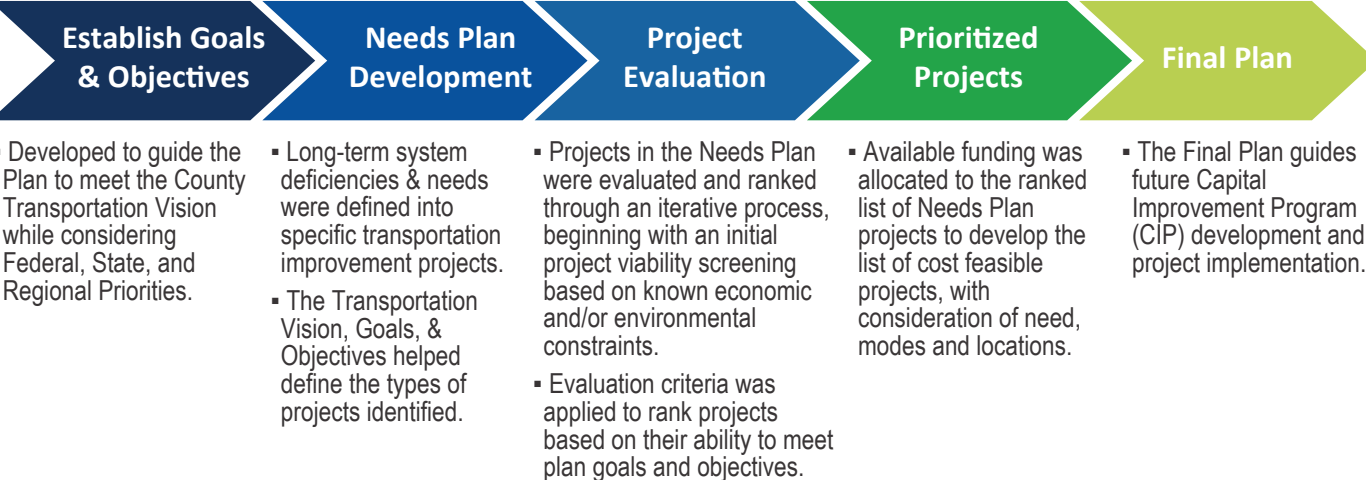 Establish Goals
& Objectives
Needs Plan
Development
Project
Evaluation
Prioritized
Projects
Final Plan
Developed to guide the
Plan to meet the County
Transportation Vision
while considering
Federal, State, and
Regional Priorities.
▪ Long-term system
deficiencies & needs
were defined into
specific transportation
improvement projects.
▪ The Transportation
Vision, Goals, &
Objectives helped
define the types of
projects identified.
▪ Projects in the Needs Plan
were evaluated and ranked
through an iterative process,
beginning with an initial
project viability screening
based on known economic
and/or environmental
constraints.
▪ Evaluation criteria was
applied to rank projects
based on their ability to meet
plan goals and objectives.
▪ Available funding was
allocated to the ranked
list of Needs Plan
projects to develop the
list of cost feasible
projects, with
consideration of need,
modes and locations.
▪ The Final Plan guides
future Capital
Improvement Program
(CIP) development and
project implementation.